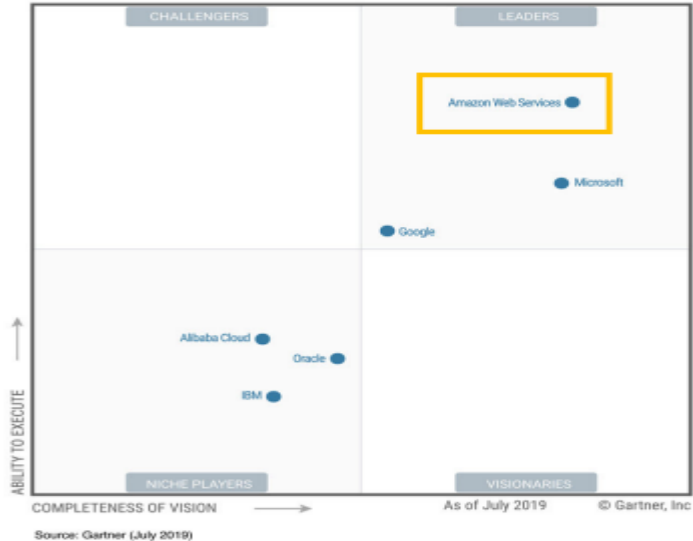 CHALLENGERS
LEADERS
Amazon Web Services
Microsoft
Google
Alibaba Cloud
Oracle
IBM
ABILITY TO EXECUTE
NICHE PLAYERS
VISIONARIES
COMPLETENESS OF VISION
As of July 2019
© Gartner, Inc
Source: Gartner (July 2019)